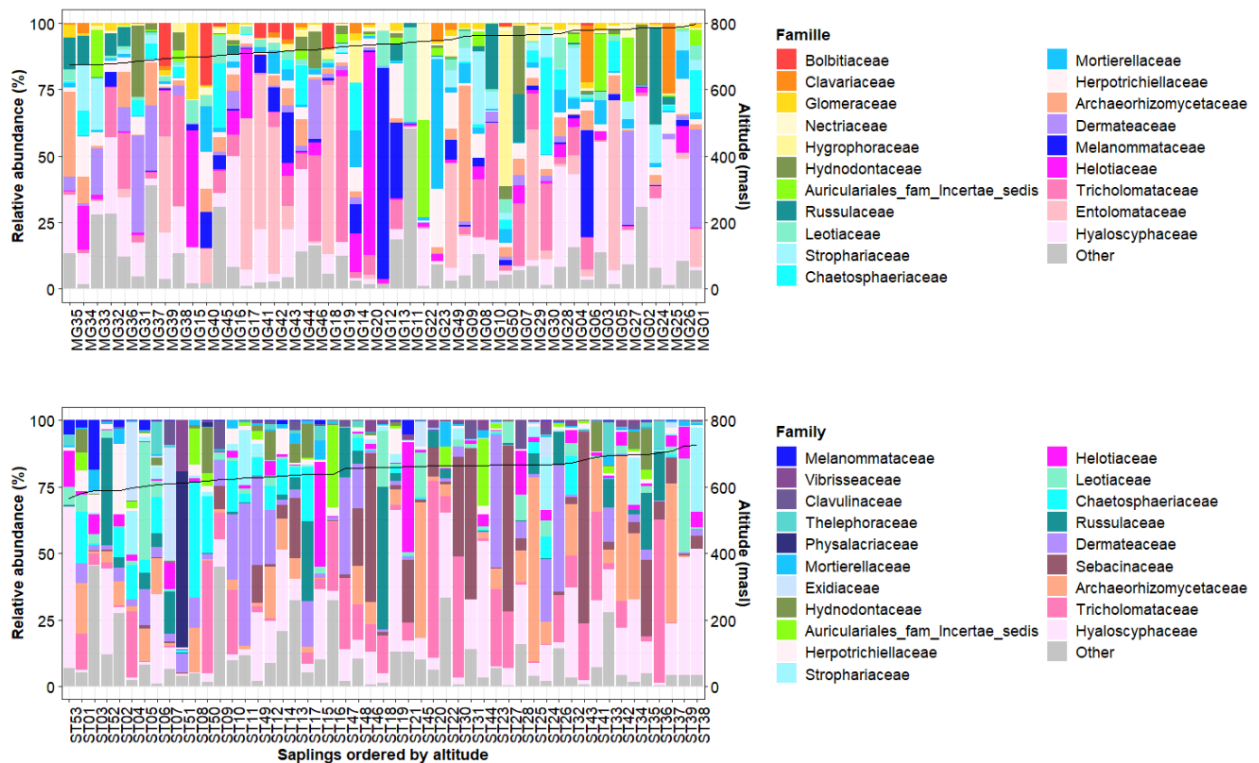 100
75
50
25
0
Relative abundance (%)
800
600
400
200
0
Altitude (masl)
MG35 MG34 MG33 MG32 MG36 MG31 MG37 MG39 MG38 MG15 MG40 MG45 MG16 MG17 MG41 MG42 MG43 MG44 MG46 MG18 MG19 MG14 MG20 MG12 MG13 MG11 MG22 MG23 MG49 MG09 MG08 MG10 MG50 MG07 MG29 MG30 MG28 MG04 MG06 MG03 MG05 MG27 MG02 MG24 MG25 MG26 MG01
Famille
Bolbitiaceae
Clavariaceae
Glomeraceae
Nectriaceae
Hygrophoraceae
Hydnodontaceae
Auriculariales_fam_Incertae_sedis
Russulaceae
Leotiaceae
Strophariaceae
Chaetosphaeriaceae
Mortierellaceae
Herpotrichiellaceae
Archaeorhizomycetaceae
Dermateaceae
Melanommataceae
Helotiaceae
Tricholomataceae
Entolomataceae
Hyaloscyphaceae
Other
100
75
50
25
0
Relative abundance (%)
800
600
400
200
0
Altitude (masl)
ST53 ST01 ST03 ST52 ST02 ST04 ST05 ST06 ST07 ST51 ST08 ST50 ST09 ST10 ST11 ST49 ST12 ST14 ST13 ST17 ST15 ST16 ST47 ST48 ST46 ST18 ST19 ST21 ST45 ST20 ST22 ST30 ST31 ST44 ST23 ST27 ST28 ST25 ST24 ST26 ST32 ST43 ST41 ST33 ST42 ST34 ST35 ST36 ST37 ST39 ST38
Saplings ordered by altitude
Family
Melanommataceae
Vibrisseaceae
Clavulinaceae
Thelephoraceae
Physalacriaceae
Mortierellaceae
Exidiaceae
Hydnodontaceae
Auriculariales_fam_Incertae_sedis
Herpotrichiellaceae
Strophariaceae
Helotiaceae
Leotiaceae
Chaetosphaeriaceae
Russulaceae
Dermateaceae
Sebacinaceae
Archaeorhizomycetaceae
Tricholomataceae
Hyaloscyphaceae
Other